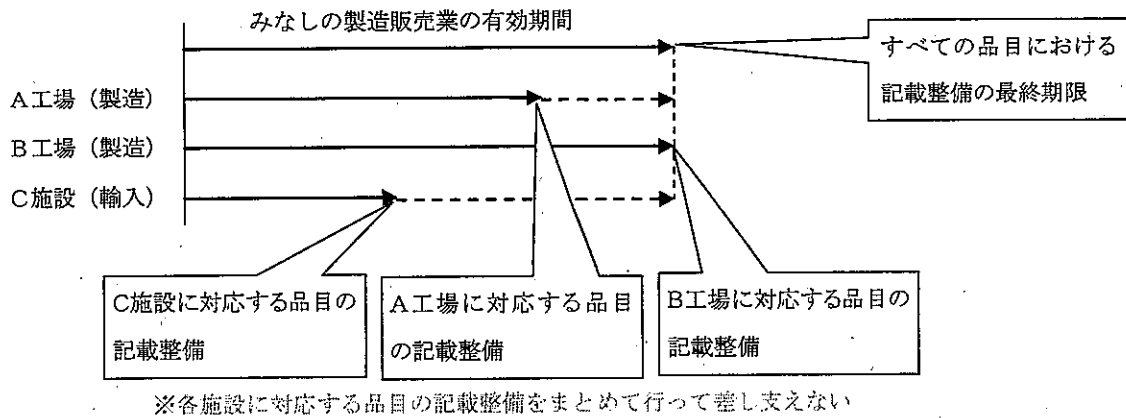 みなしの製造販売業の有効期間
すべての品目における
記載整備の最終期限
A工場（製造）
B工場（製造）
C施設（輸入）
C施設に対応する品目の
記載整備
A工場に対応する品目
の記載整備
B工場に対応する品目の
記載整備
※各施設に対応する品目の記載整備をまとめて行って差し支えない